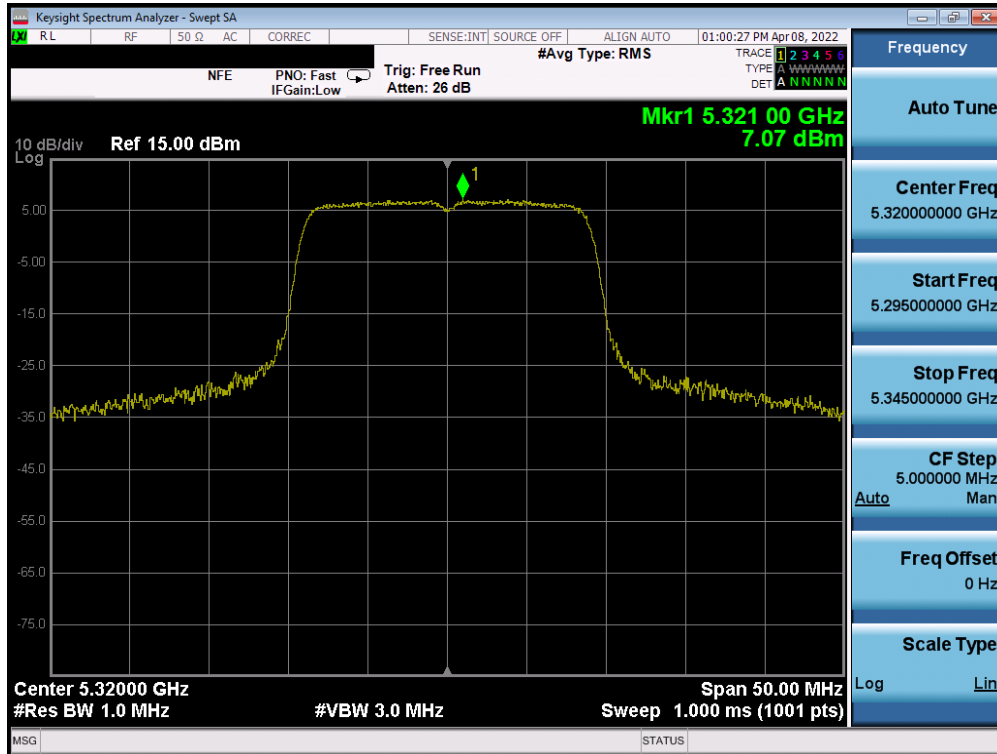 Keysight Spectrum Analyzer - Swept SA
LXI RL RF 50 Ω AC CORREC SENSE:INT SOURCE OFF ALIGN AUTO 01:00:27 PM Apr 08, 2022
#Avg Type: RMS
TRACE 1 2 3 4 5 6
TYPE A WWWWW
DET A N N N N N
NFE PNO: Fast Trig: Free Run
IFGain:Low Atten: 26 dB
Mkr1 5.321 00 GHz
7.07 dBm
10 dB/div Ref 15.00 dBm
Log
1
5.00
-5.00
-15.0
-25.0
-35.0
-45.0
-55.0
-65.0
-75.0
Center 5.32000 GHz Span 50.00 MHz
#Res BW 1.0 MHz #VBW 3.0 MHz Sweep 1.000 ms (1001 pts)
MSG STATUS
Frequency
Auto Tune
Center Freq
5.320000000 GHz
Start Freq
5.295000000 GHz
Stop Freq
5.345000000 GHz
CF Step
5.000000 MHz
Auto Man
Freq Offset
0 Hz
Scale Type
Log Lin